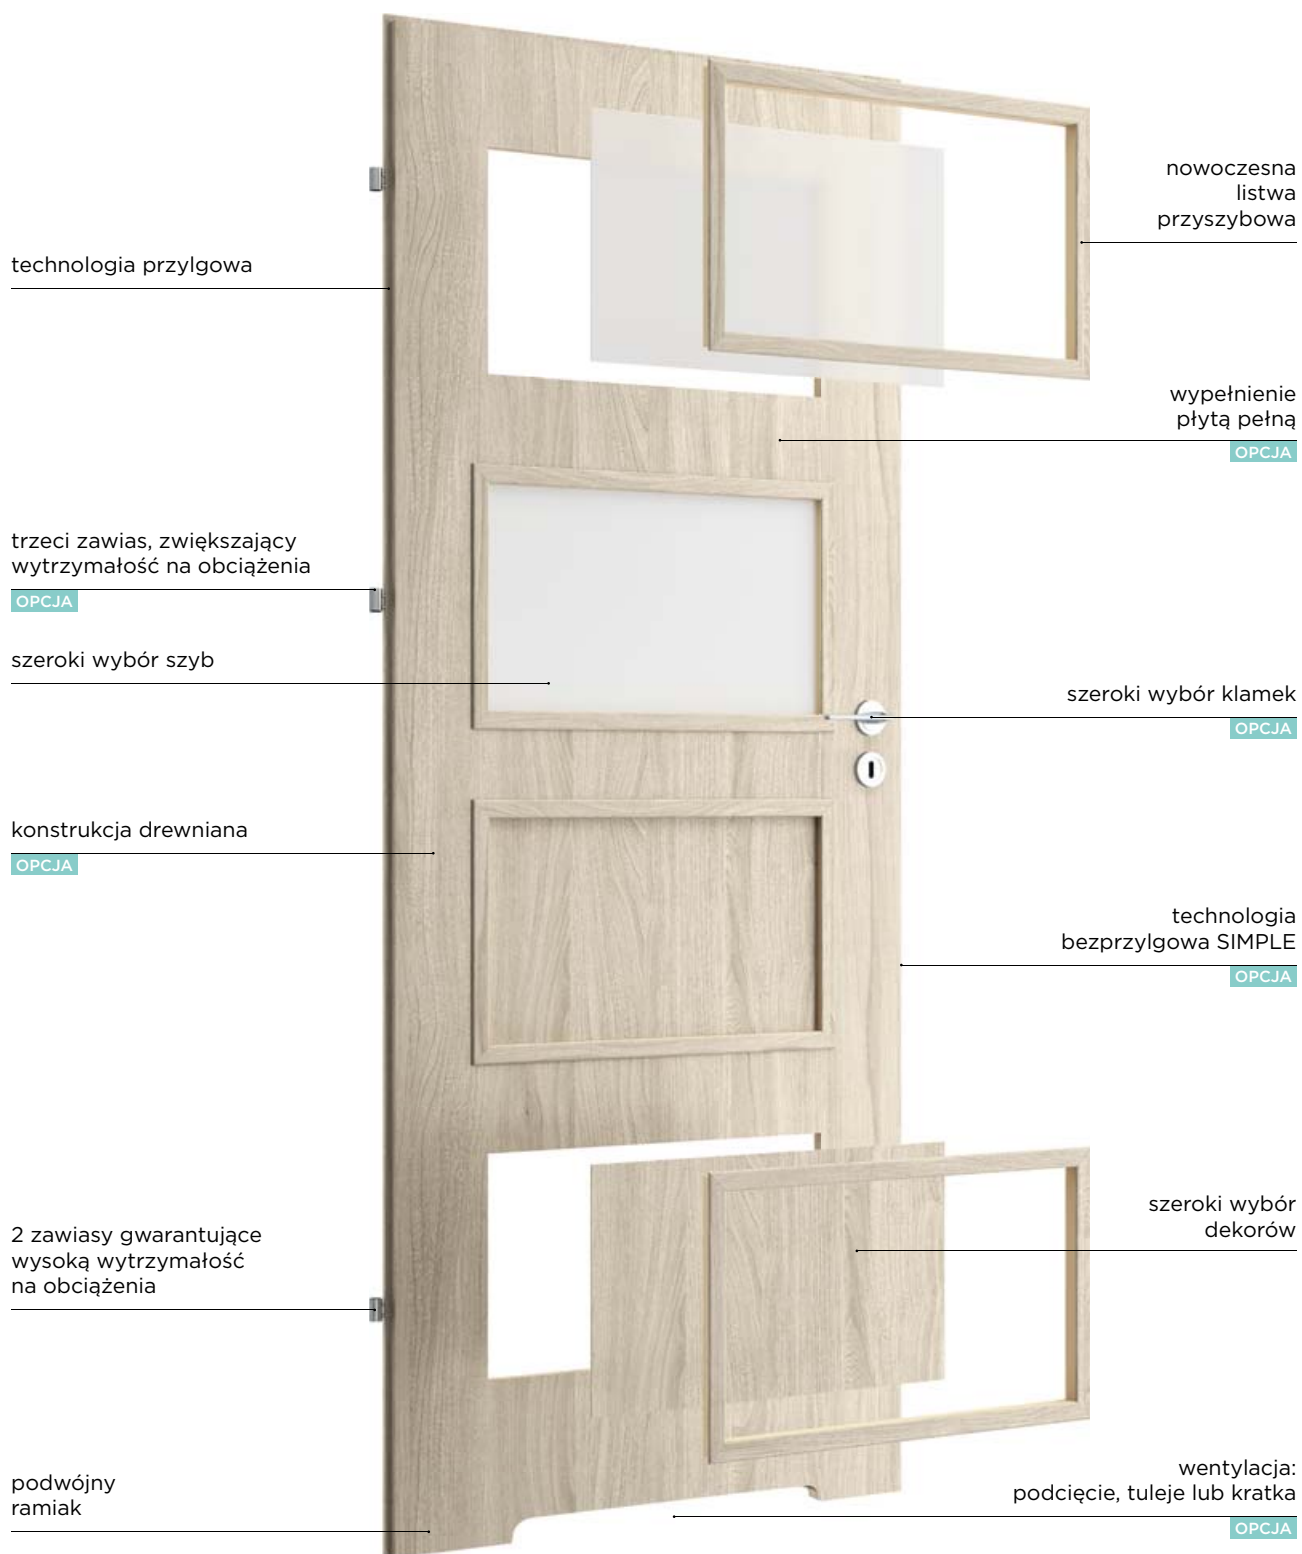 nowoczesna
listwa
przyszybowa
technologia przylgowa
wypełnienie
płytą pełną
OPCJA
trzeci zawias, zwiększający
wytrzymałość na obciążenia
OPCJA
szeroki wybór szyb
szeroki wybór klamek
OPCJA
konstrukcja drewniana
OPCJA
technologia
bezprzylgowa SIMPLE
OPCJA
szeroki wybór
dekorów
2 zawiasy gwarantujące
wysoką wytrzymałość
na obciążenia
wentylacja:
podcięcie, tuleje lub kratka
OPCJA
podwójny
ramiak